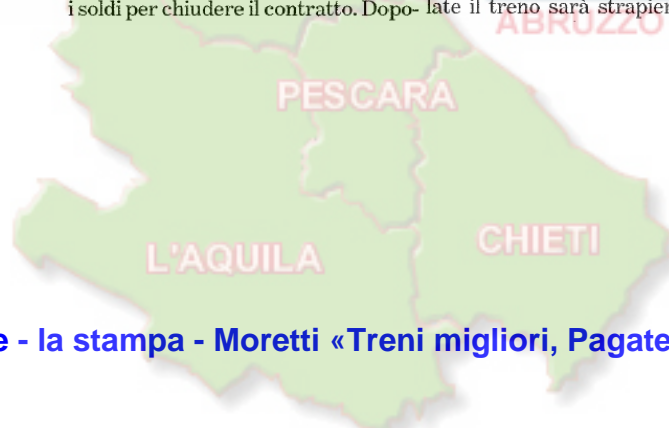 i soldi per chiudere il contratto. Dopo-
late il treno sarà strapien
ABRUZZO
PESCARA
CHIETI
L'AQUILA
e - la stampa - Moretti «Treni migliori, Pagate